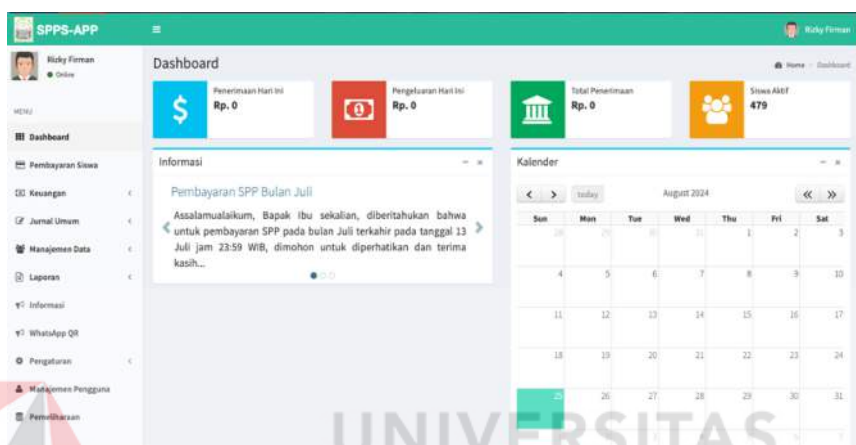 SPPS-APP
Rizky Firman
Rizky Firman
Online
MENU
Dashboard
Pembayaran Siswa
Keuangan
Jurnal Umum
Manajemen Data
Laporan
Informasi
WhatsApp QR
Pengaturan
Manajemen Pengguna
Pemeliharaan
Dashboard
Home > Dashboard
Penerimaan Hari Ini
Rp. 0
Pengeluaran Hari Ini
Rp. 0
Total Penerimaan
Rp. 0
Siswa Aktif
479
Informasi
Pembayaran SPP Bulan Juli
Assalamualaikum, Bapak Ibu sekalian, diberitahukan bahwa
untuk pembayaran SPP pada bulan Juli terkahir pada tanggal 13
Juli jam 23:59 WIB, dimohon untuk diperhatikan dan terima
kasih...
Kalender
today
August 2024
Sun Mon Tue Wed Thu Fri Sat
28 29 30 31 1 2 3
4 5 6 7 8 9 10
11 12 13 14 15 16 17
18 19 20 21 22 23 24
25 26 27 28 29 30 31
UNIVERSITAS